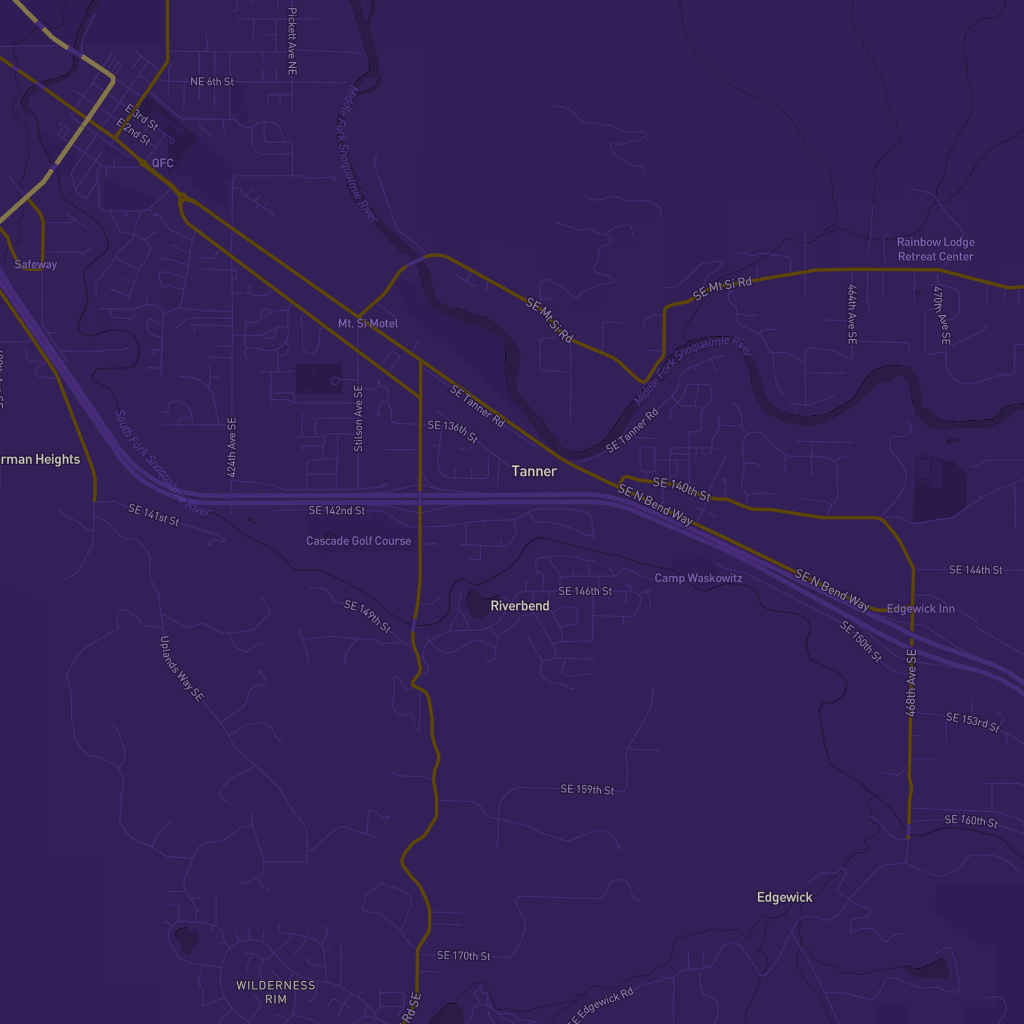 Pickett Ave NE
NE 6th St
E 3rd St
E 2nd St
QFC
Middle Fork Snoqualmie River
Safeway
Rainbow Lodge
Retreat Center
SE Mt Si Rd
SE Mt Si Rd
464th Ave SE
470th Ave SE
Mt. Si Motel
Middle Fork Snoqualmie River
SE Tanner Rd
SE Tanner Rd
Stilson Ave SE
424th Ave SE
SE 136th St
South Fork Snoqualmie River
rman Heights
Tanner
SE 140th St
SE N Bend Way
SE 141st St
SE 142nd St
Cascade Golf Course
SE 144th St
Camp Waskowitz
SE N Bend Way
SE 146th St
Riverbend
Edgewick Inn
SE 149th St
SE 150th St
Uplands Way SE
468th Ave SE
SE 153rd St
SE 159th St
SE 160th St
Edgewick
SE 170th St
WILDERNESS
RIM
Rd SE
SE Edgewick Rd